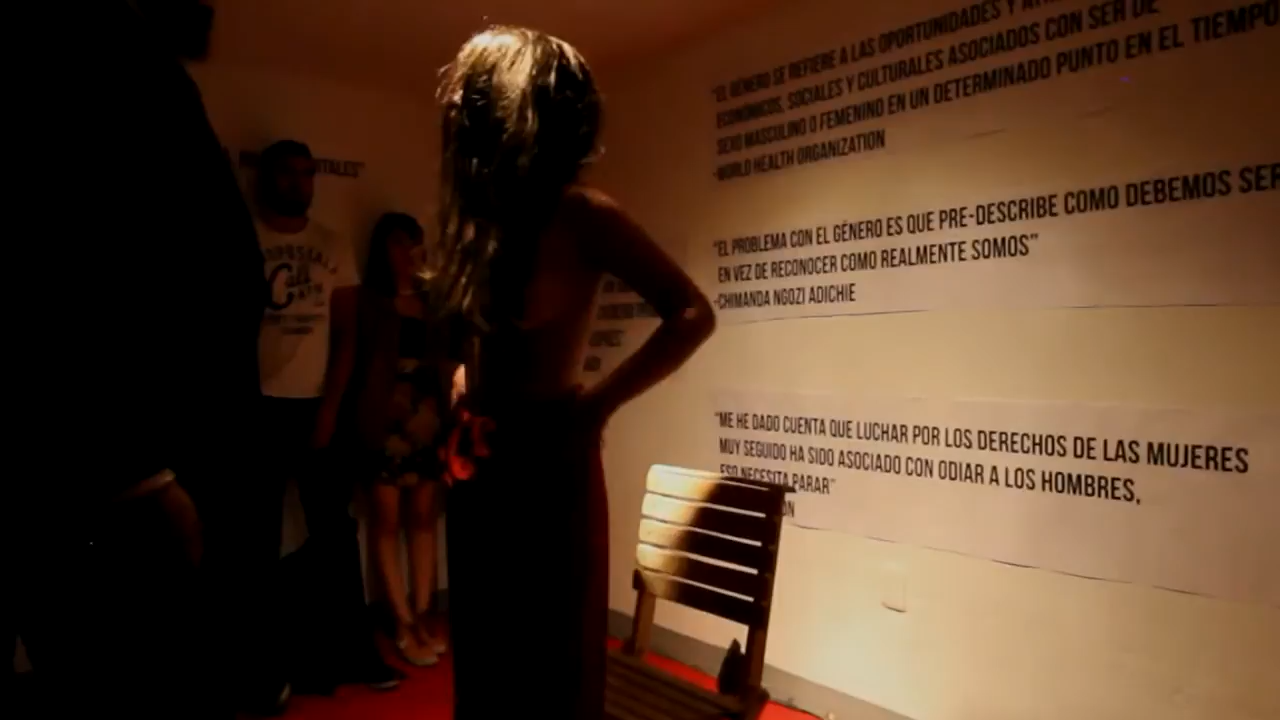 "EL GÉNERO SE REFIERE A LAS OPORTUNIDADES Y
ECONÓMICOS, SOCIALES Y CULTURALES ASOCIADOS CON SER DE
SEXO MASCULINO O FEMENINO EN UN DETERMINADO PUNTO EN EL TIEMPO
-WORLD HEALTH ORGANIZATION
"EL PROBLEMA CON EL GÉNERO ES QUE PRE-DESCRIBE COMO DEBEMOS SER
EN VEZ DE RECONOCER COMO REALMENTE SOMOS"
-CHIMANDA NGOZI ADICHIE
"ME HE DADO CUENTA QUE LUCHAR POR LOS DERECHOS DE LAS MUJERES
MUY SEGUIDO HA SIDO ASOCIADO CON ODIAR A LOS HOMBRES,
ESO NECESITA PARAR"